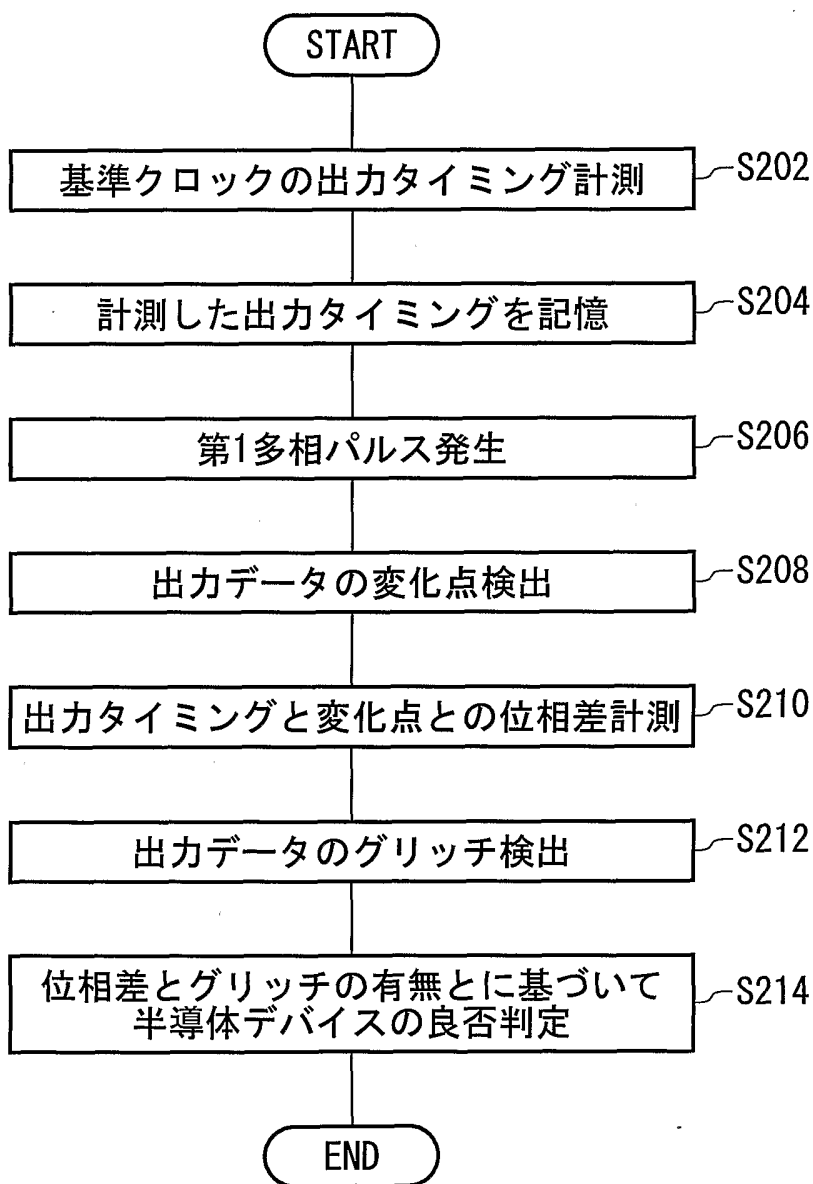 START
基準クロックの出力タイミング計測
S202
計測した出力タイミングを記憶
S204
第1多相パルス発生
S206
出力データの変化点検出
S208
出力タイミングと変化点との位相差計測
S210
出力データのグリッチ検出
S212
位相差とグリッチの有無とに基づいて
半導体デバイスの良否判定
S214
END